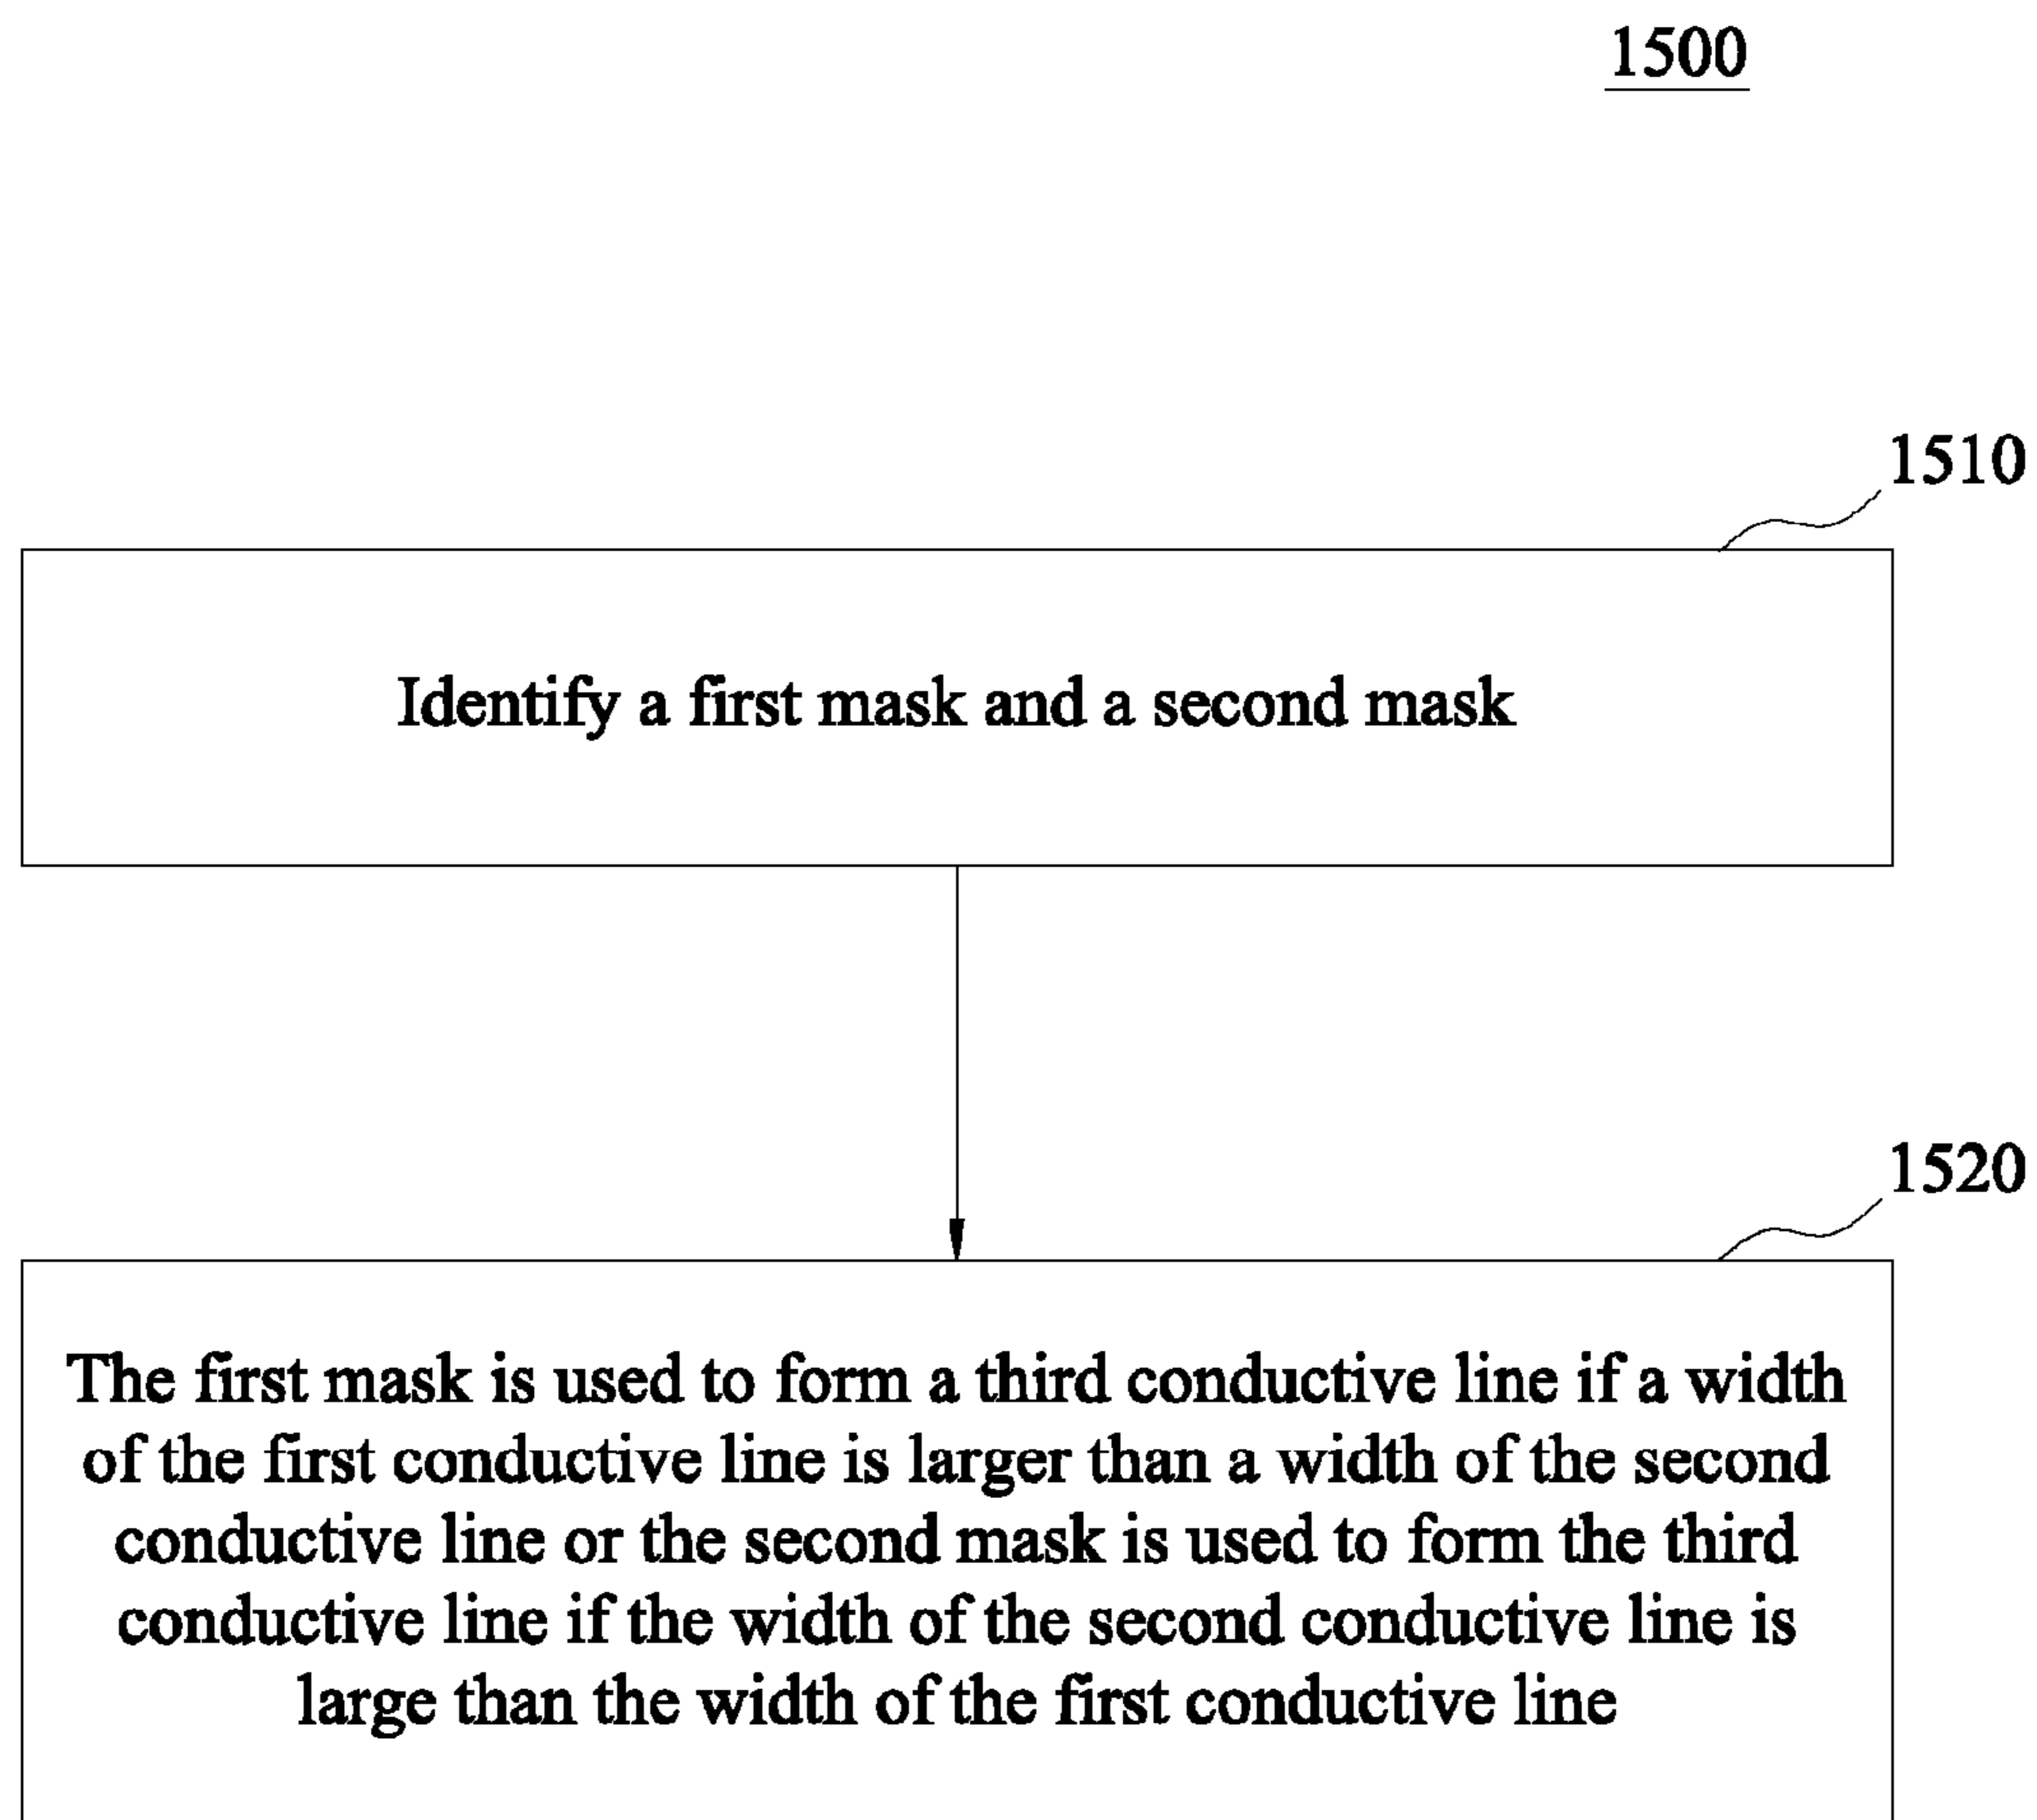 1500
1510
Identify a first mask and a second mask
1520
The first mask is used to form a third conductive line if a width
of the first conductive line is larger than a width of the second
conductive line or the second mask is used to form the third
conductive line if the width of the second conductive line is
large than the width of the first conductive line